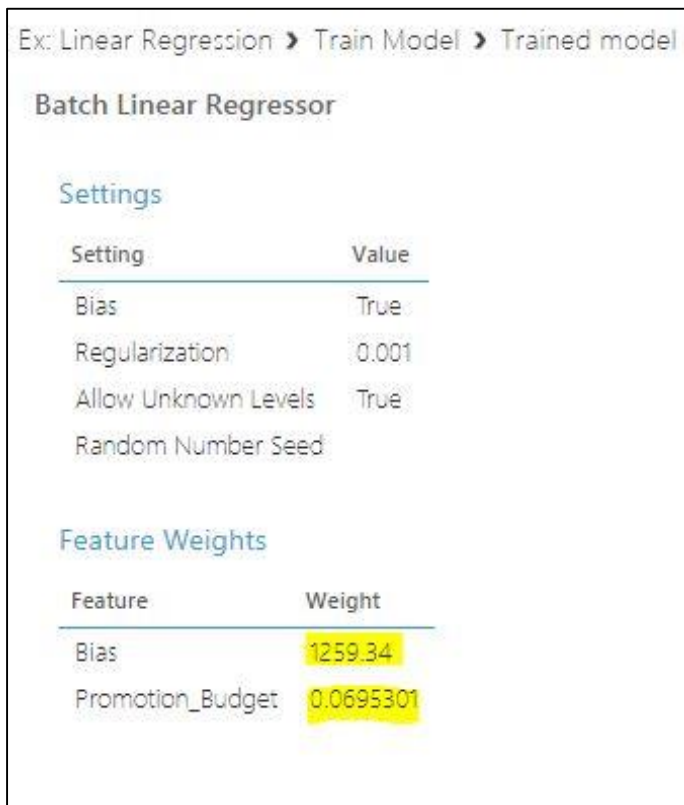 Ex: Linear Regression › Train Model › Trained model
Batch Linear Regressor
Settings
Setting Value
Bias True
Regularization 0.001
Allow Unknown Levels True
Random Number Seed
Feature Weights
Feature Weight
Bias 1259.34
Promotion_Budget 0.0695301